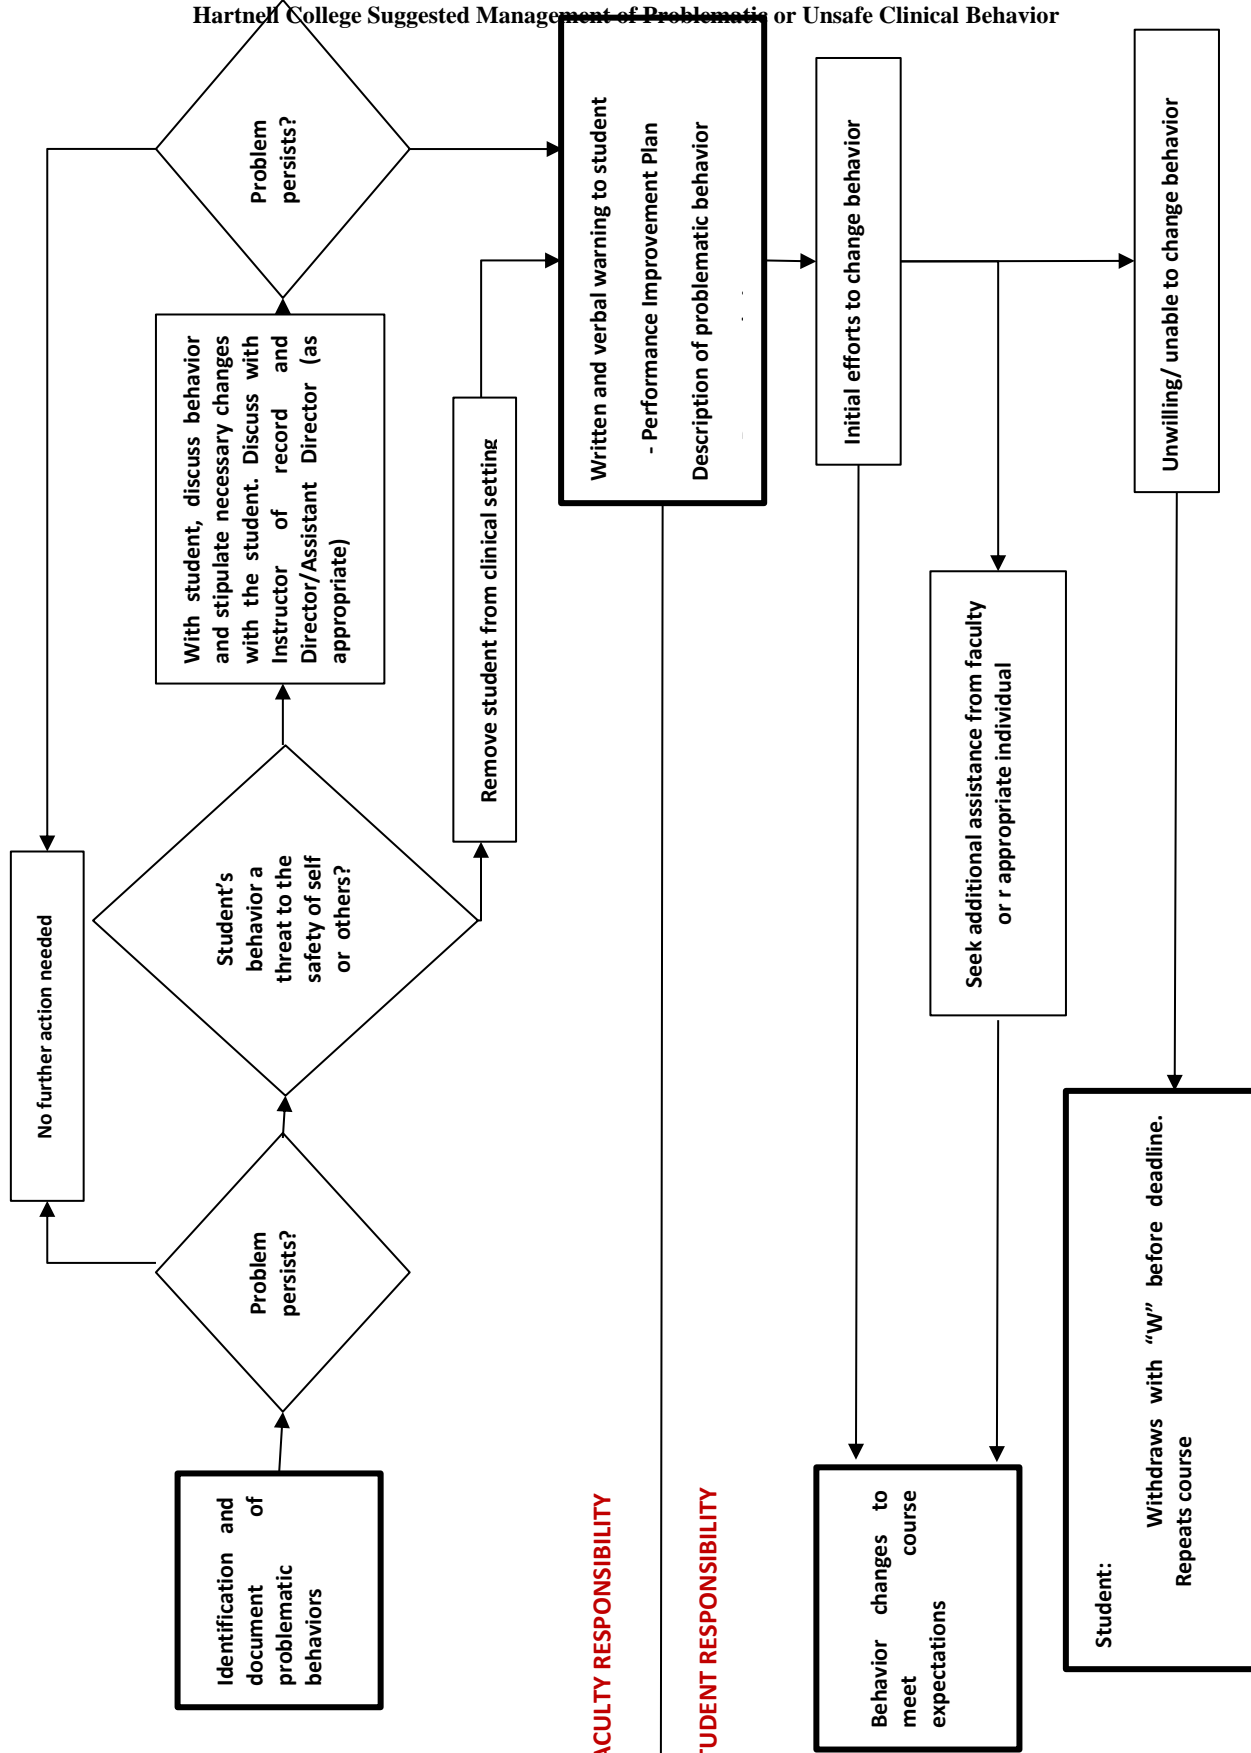 Hartnell College Suggested Management of Problematic or Unsafe Clinical Behavior
Identification and
document of
problematic
behaviors
Problem
persists?
No further action needed
Student's
behavior a
threat to the
safety of self
or others?
With student, discuss behavior
and stipulate necessary changes
with the student. Discuss with
Instructor of record and
Director/Assistant Director (as
appropriate)
Problem
persists?
Remove student from clinical setting
Written and verbal warning to student
- Performance Improvement Plan
Description of problematic behavior
ACULTY RESPONSIBILITY
TUDENT RESPONSIBILITY
Initial efforts to change behavior
Seek additional assistance from faculty
or r appropriate individual
Behavior changes to
meet course
expectations
Unwilling/ unable to change behavior
Student:
Withdraws with “W” before deadline.
Repeats course